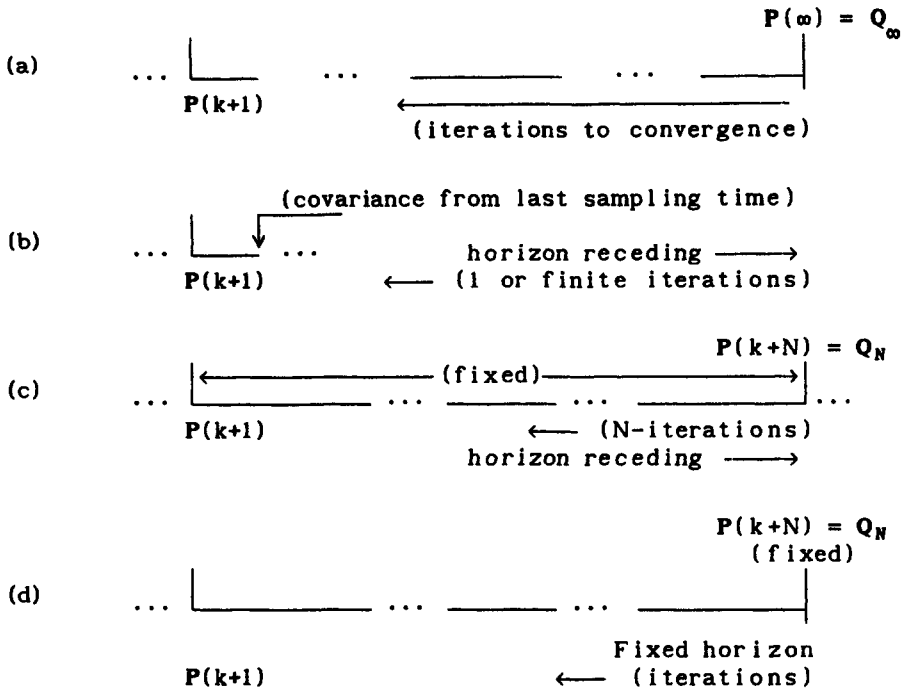 P(∞) = Q∞
(a) ... ... ...
P(k+1)
(iterations to convergence)
(covariance from last sampling time)
(b) ... ... horizon receding
P(k+1) (1 or finite iterations)
P(k+N) = QN
(fixed)
(c) ... ... ... ...
P(k+1) (N-iterations)
horizon receding
P(k+N) = QN
(fixed)
(d) ... ... ...
Fixed horizon
P(k+1) (iterations)